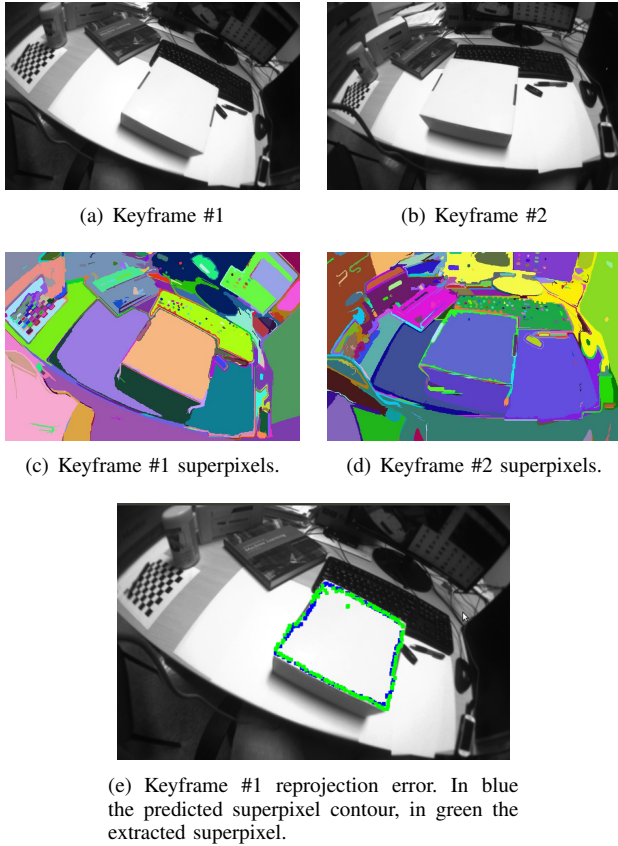 (a) Keyframe #1
(b) Keyframe #2
(c) Keyframe #1 superpixels.
(d) Keyframe #2 superpixels.
(e) Keyframe #1 reprojection error. In blue
the predicted superpixel contour, in green the
extracted superpixel.